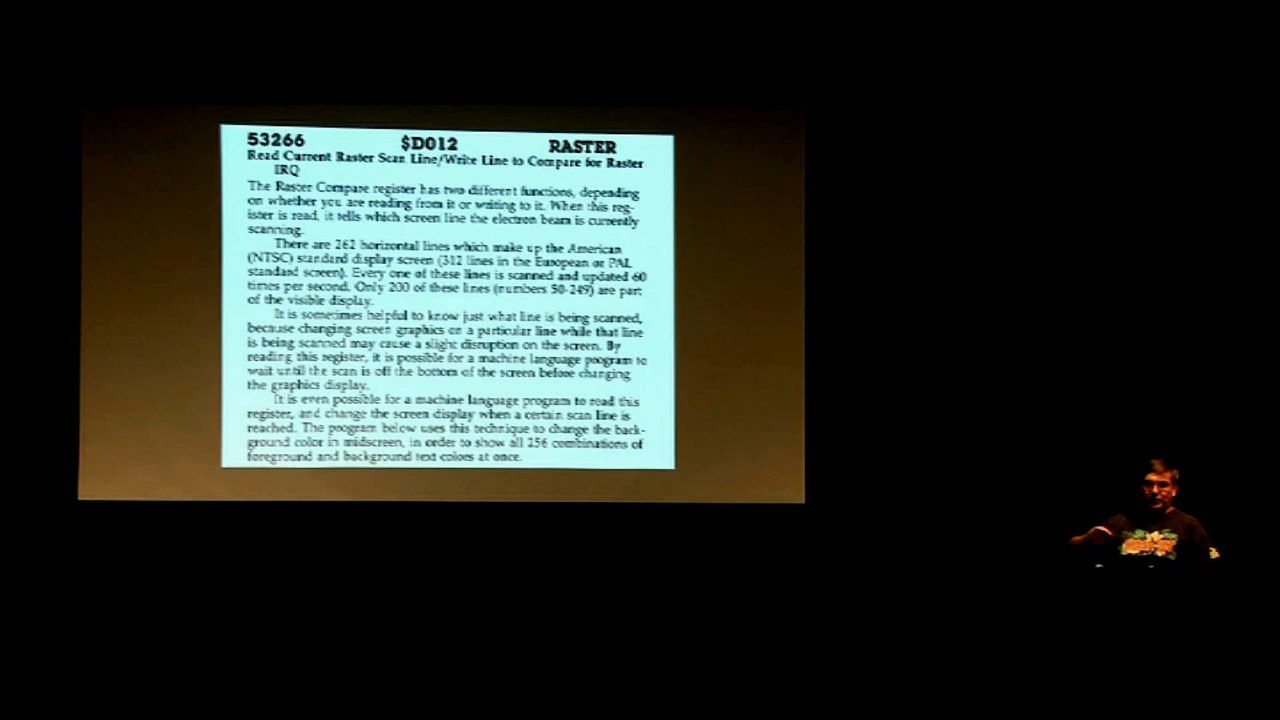 53266 $D012 RASTER
Read Current Raster Scan Line/Write Line to Compare for Raster
IRQ
The Raster Compare register has two different functions, depending
on whether you are reading from it or writing to it. When this reg-
ister is read, it tells which screen line the electron beam is currently
scanning.
There are 262 horizontal lines which make up the American
(NTSC) standard display screen (312 lines in the European or PAL
standard screen). Every one of these lines is scanned and updated 60
times per second. Only 200 of these lines (numbers 50-249) are part
of the visible display.
It is sometimes helpful to know just what line is being scanned,
because changing screen graphics on a particular line while that line
is being scanned may cause a slight disruption on the screen. By
reading this register, it is possible for a machine language program to
wait until the scan is off the bottom of the screen before changing
the graphics display.
It is even possible for a machine language program to read this
register, and change the screen display when a certain scan line is
reached. The program below uses this technique to change the back-
ground color in midscreen, in order to show all 256 combinations of
foreground and background text colors at once.